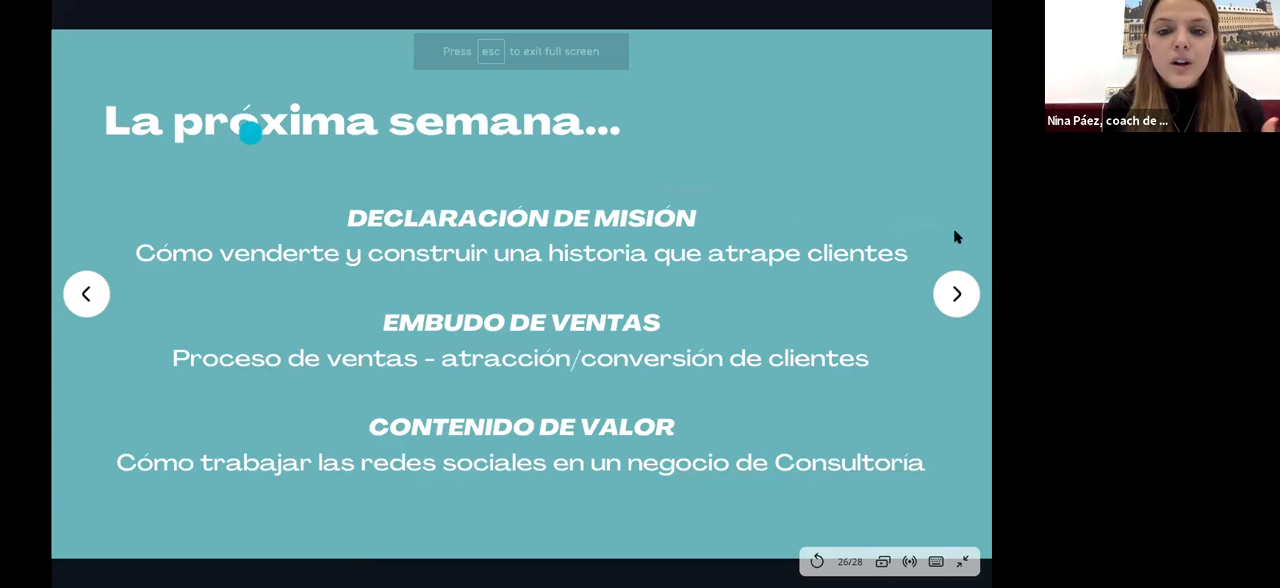 Press esc to exit full screen
La próxima semana...
DECLARACIÓN DE MISIÓN
Cómo venderte y construir una historia que atrape clientes
EMBUDO DE VENTAS
Proceso de ventas - atracción/conversión de clientes
CONTENIDO DE VALOR
Cómo trabajar las redes sociales en un negocio de Consultoría
26/28
Nina Páez, coach de ...